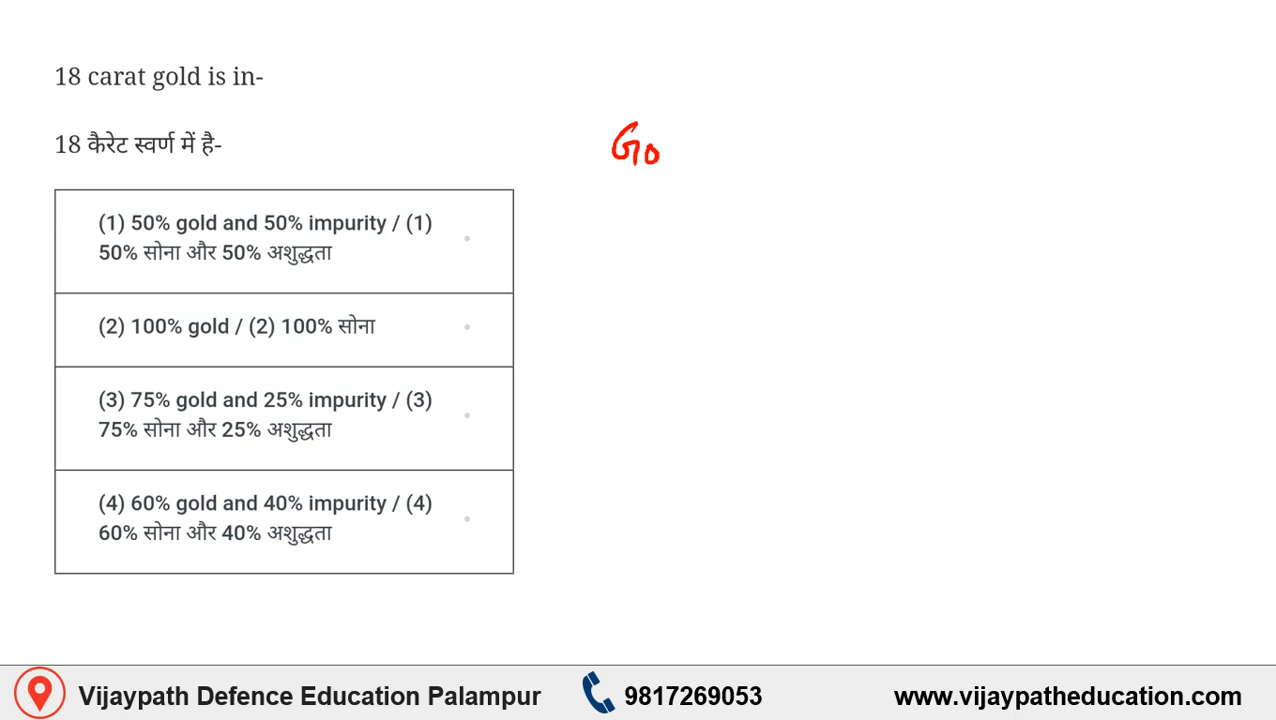 18 carat gold is in-
18 कैरेट स्वर्ण में है-
Go
(1) 50% gold and 50% impurity / (1)
50% सोना और 50% अशुद्धता
(2) 100% gold / (2) 100% सोना
(3) 75% gold and 25% impurity / (3)
75% सोना और 25% अशुद्धता
(4) 60% gold and 40% impurity / (4)
60% सोना और 40% अशुद्धता
Vijaypath Defence Education Palampur 9817269053 www.vijaypatheducation.com